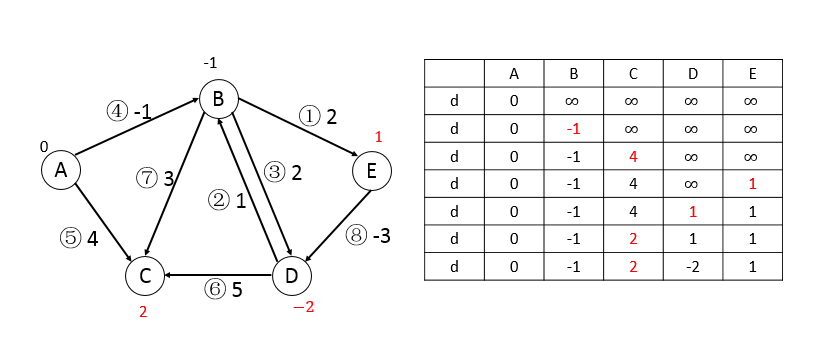 -1
B
④ -1
① 2
1
0
A
E
⑦ 3
③ 2
② 1
⑤ 4
⑧ -3
C
D
⑥ 5
2
−2
A B C D E
d 0 ∞ ∞ ∞ ∞
d 0 -1 ∞ ∞ ∞
d 0 -1 4 ∞ ∞
d 0 -1 4 ∞ 1
d 0 -1 4 1 1
d 0 -1 2 1 1
d 0 -1 2 -2 1